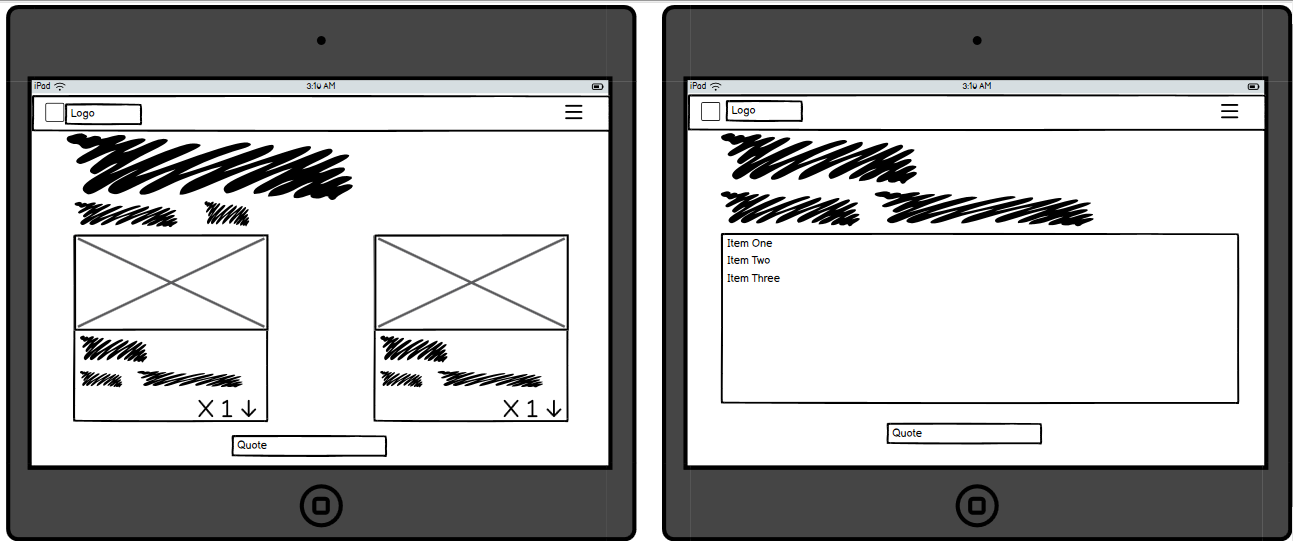 iPad 3:10 AM
Logo
X 1
X 1
Quote
iPad 3:10 AM
Logo
Item One
Item Two
Item Three
Quote